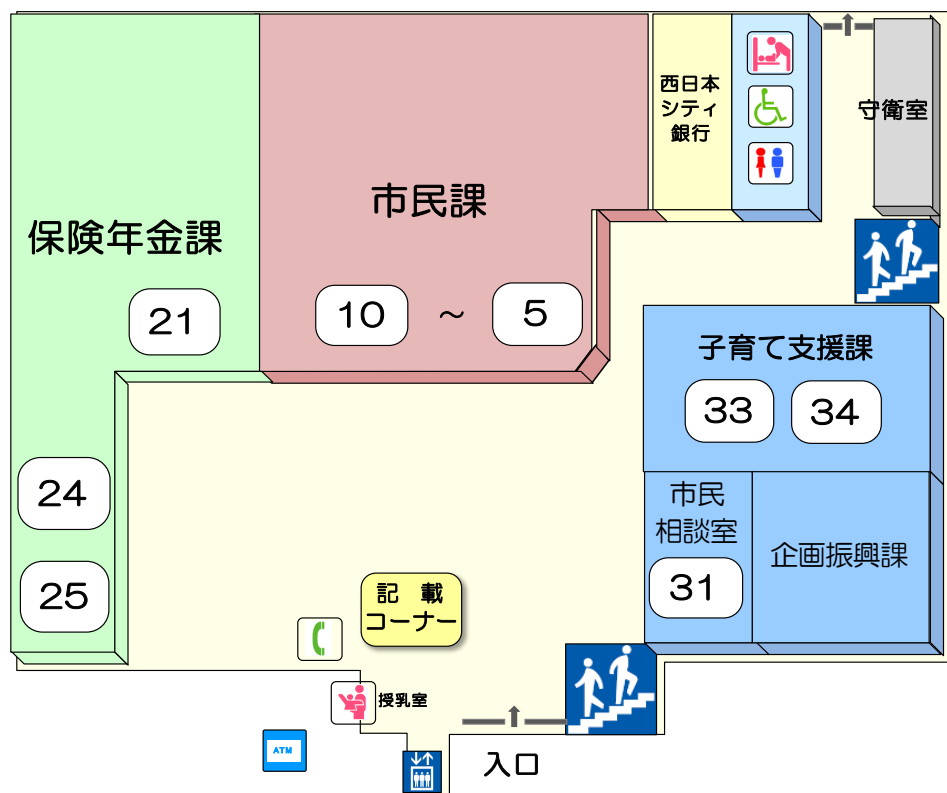 西日本
シティ
銀行
守衛室
市民課
保険年金課
21
10 ～ 5
子育て支援課
33 34
24
市民
相談室
企画振興課
25
31
記 載
コーナー
授乳室
ATM
入口